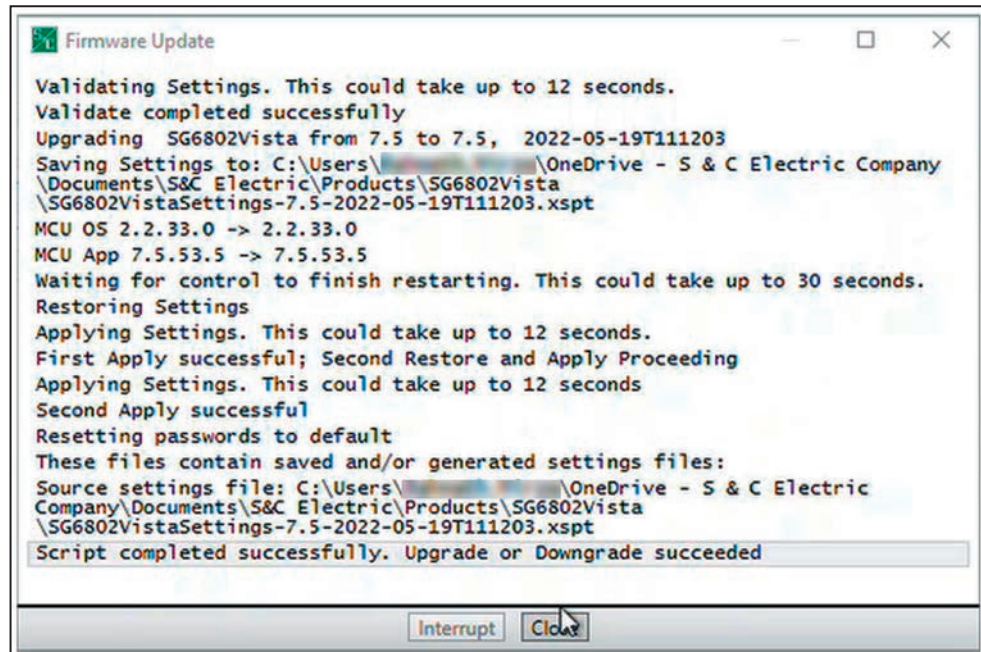 Firmware Update
Validating Settings. This could take up to 12 seconds.
Validate completed successfully
Upgrading  SG6802Vista from 7.5 to 7.5,  2022-05-19T111203
Saving Settings to: C:\Users\ \OneDrive - S & C Electric Company
\Documents\S&C Electric\Products\SG6802Vista
\SG6802VistaSettings-7.5-2022-05-19T111203.xspt
MCU OS 2.2.33.0 -> 2.2.33.0
MCU App 7.5.53.5 -> 7.5.53.5
Waiting for control to finish restarting. This could take up to 30 seconds.
Restoring Settings
Applying Settings. This could take up to 12 seconds.
First Apply successful; Second Restore and Apply Proceeding
Applying Settings. This could take up to 12 seconds
Second Apply successful
Resetting passwords to default
These files contain saved and/or generated settings files:
Source settings file: C:\Users\ \OneDrive - S & C Electric
Company\Documents\S&C Electric\Products\SG6802Vista
\SG6802VistaSettings-7.5-2022-05-19T111203.xspt
Script completed successfully. Upgrade or Downgrade succeeded
Interrupt Close